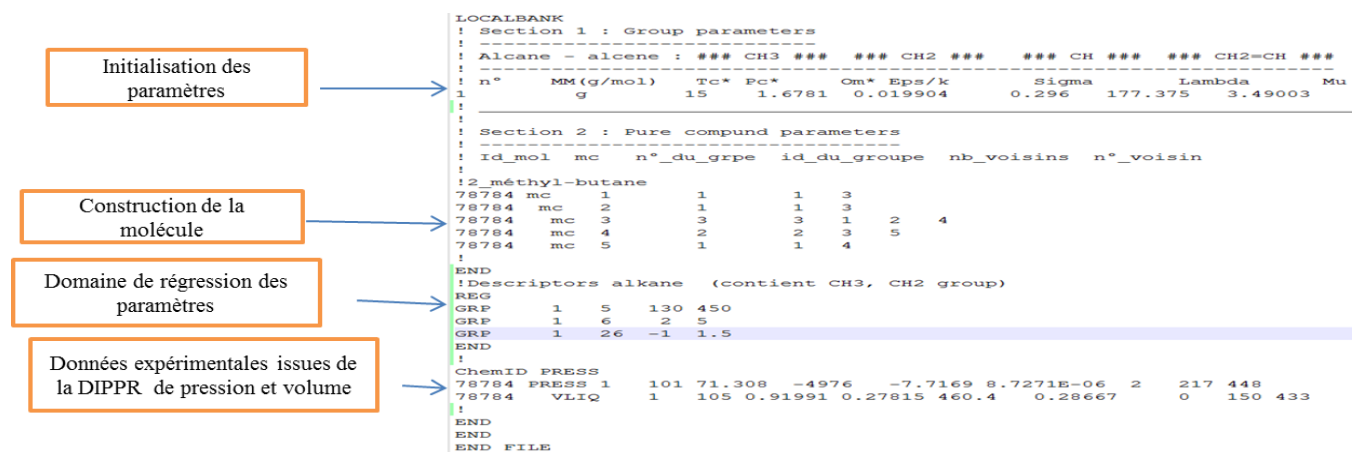 Initialisation des
paramètres
Construction de la
molécule
Domaine de régression des
paramètres
Données expérimentales issues de
la DIPPR de pression et volume
LOCALBANK
! Section 1 : Group parameters
! ------------------------------
! Alcane - alcene : ### CH3 ### ### CH2 ### ### CH ### ### CH2=CH ###
! ------------------------------
! n° MM(g/mol) Tc* Pc* Om* Eps/k Sigma Lambda Mu
1 g 15 1.6781 0.019904 0.296 177.375 3.49003
!
!
! Section 2 : Pure compund parameters
! -----------------------------------
! Id_mol mc n°_du_grpe id_du_groupe nb_voisins n°_voisin
!
!2_méthyl-butane
78784 mc 1 1 1 3
78784 mc 2 1 1 3
78784 mc 3 3 3 1 2 4
78784 mc 4 2 2 3 5
78784 mc 5 1 1 4
!
END
!Descriptors alkane (contient CH3, CH2 group)
REG
GRP 1 5 130 450
GRP 1 6 2 5
GRP 1 26 -1 1.5
END
!
ChemID PRESS
78784 PRESS 1 101 71.308 -4976 -7.7169 8.7271E-06 2 217 448
78784 VLIQ 1 105 0.91991 0.27815 460.4 0.28667 0 150 433
!
END
END
END FILE